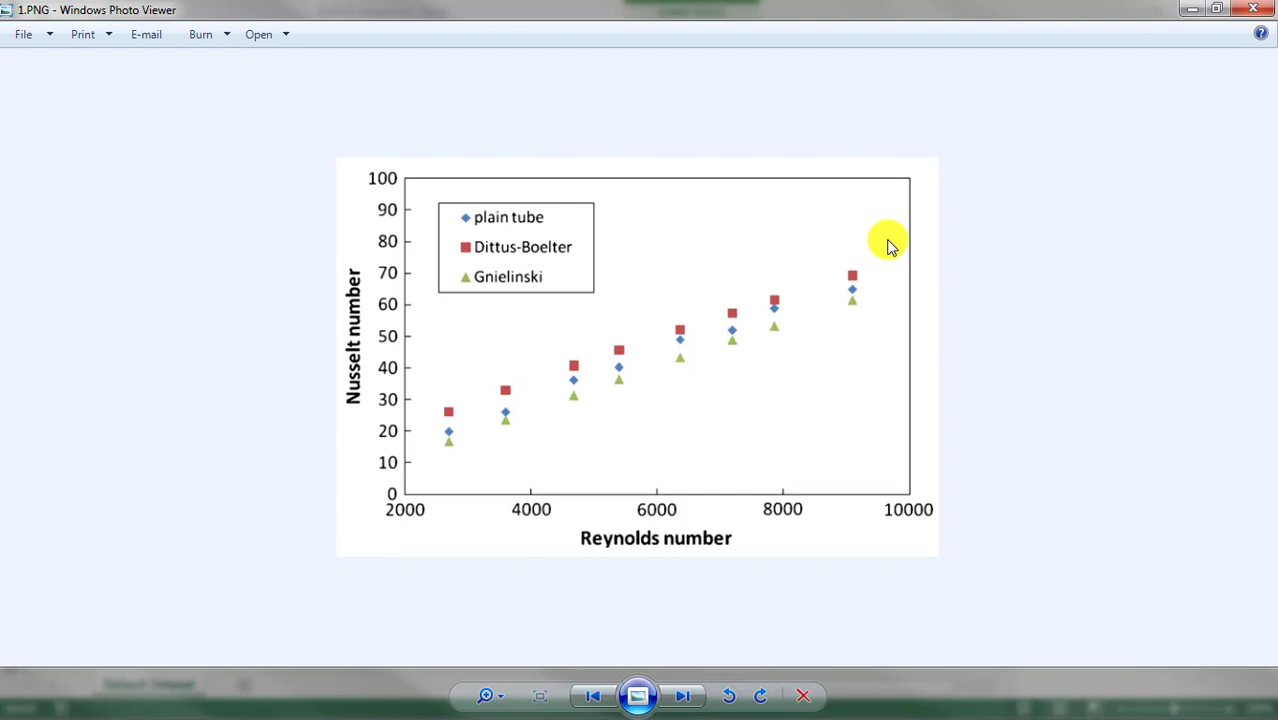 1.PNG - Windows Photo Viewer
File Print E-mail Burn Open
100
90
80
70
60
50
40
30
20
10
0
Nusselt number
plain tube
Dittus-Boelter
Gnielinski
2000 4000 6000 8000 10000
Reynolds number